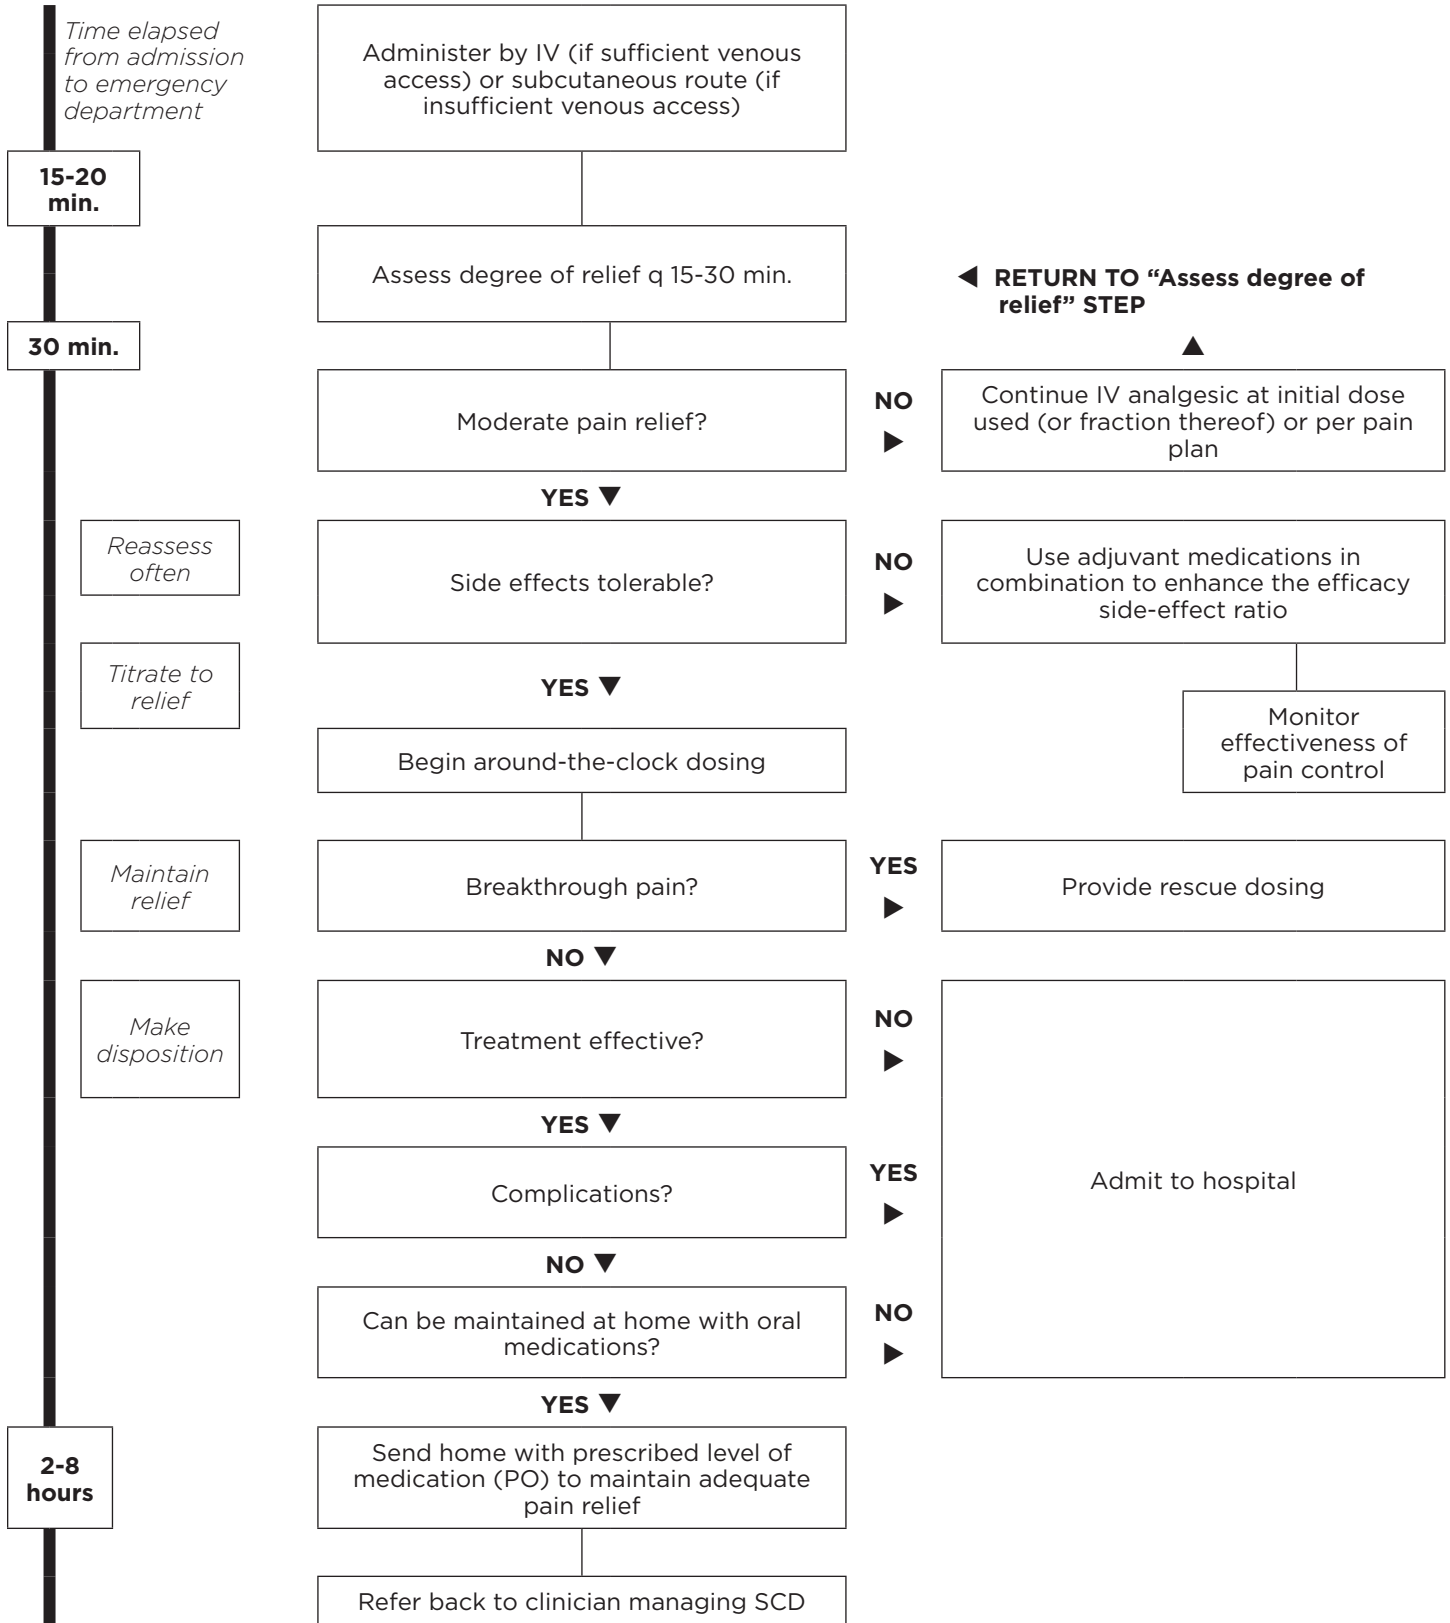 Time elapsed
from admission
to emergency
department
Administer by IV (if sufficient venous
access) or subcutaneous route (if
insufficient venous access)
15-20
min.
Assess degree of relief q 15-30 min.
◀ RETURN TO “Assess degree of
relief” STEP
30 min.
▲
Moderate pain relief?
NO
▶
Continue IV analgesic at initial dose
used (or fraction thereof) or per pain
plan
YES ▼
Reassess
often
Side effects tolerable?
NO
▶
Use adjuvant medications in
combination to enhance the efficacy
side-effect ratio
Titrate to
relief
YES ▼
Monitor
effectiveness of
pain control
Begin around-the-clock dosing
Maintain
relief
Breakthrough pain?
YES
▶
Provide rescue dosing
NO ▼
Make
disposition
Treatment effective?
NO
▶
YES ▼
Complications?
YES
▶
Admit to hospital
NO ▼
Can be maintained at home with oral
medications?
NO
▶
YES ▼
2-8
hours
Send home with prescribed level of
medication (PO) to maintain adequate
pain relief
Refer back to clinician managing SCD